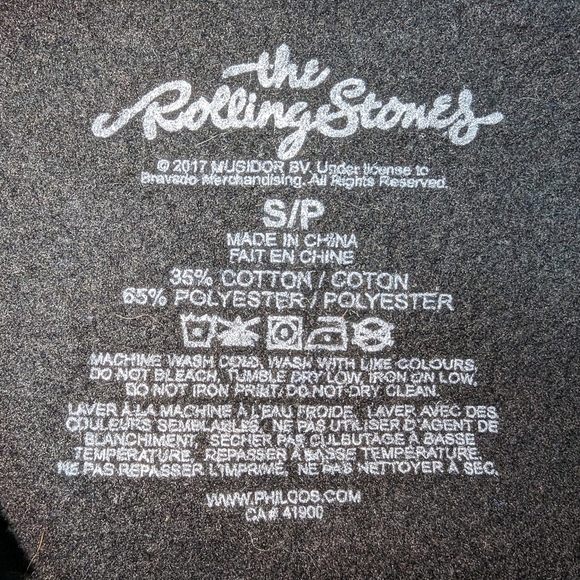 the
Rolling Stones
© 2017 MUSIDOR BV. Under license to
Bravado Merchandising. All Rights Reserved.
S/P
MADE IN CHINA
FAIT EN CHINE
35% COTTON / COTON
65% POLYESTER / POLYESTER
MACHINE WASH COLD, WASH WITH LIKE COLOURS,
DO NOT BLEACH, TUMBLE DRY LOW, IRON ON LOW,
DO NOT IRON PRINT, DO NOT DRY CLEAN.
LAVER À LA MACHINE À L'EAU FROIDE, LAVER AVEC DES
COULEURS SEMBLABLES, NE PAS UTILISER D'AGENT DE
BLANCHIMENT, SÉCHER PAR CULBUTAGE À BASSE
TEMPÉRATURE, REPASSER À BASSE TEMPÉRATURE,
NE PAS REPASSER L'IMPRIMÉ, NE PAS NETTOYER À SEC.
WWW.PHILCOS.COM
CA# 41900